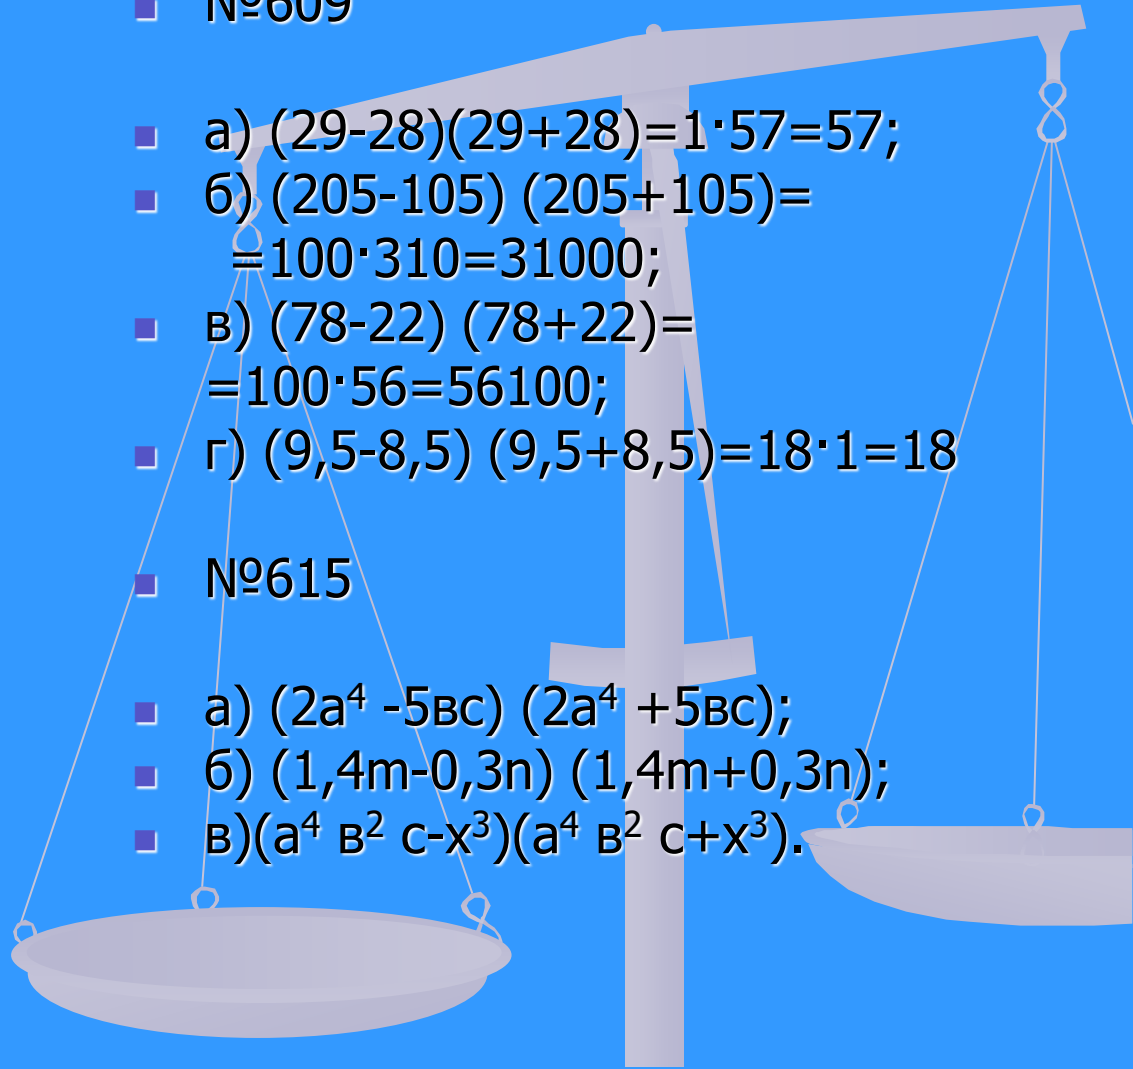 №609
а) (29-28)(29+28)=1·57=57;
б) (205-105) (205+105)=
=100·310=31000;
в) (78-22) (78+22)=
=100·56=56100;
г) (9,5-8,5) (9,5+8,5)=18·1=18
№615
а) (2а⁴ -5вс) (2а⁴ +5вс);
б) (1,4m-0,3n) (1,4m+0,3n);
в)(а⁴ в² с-х³)(а⁴ в² с+х³).